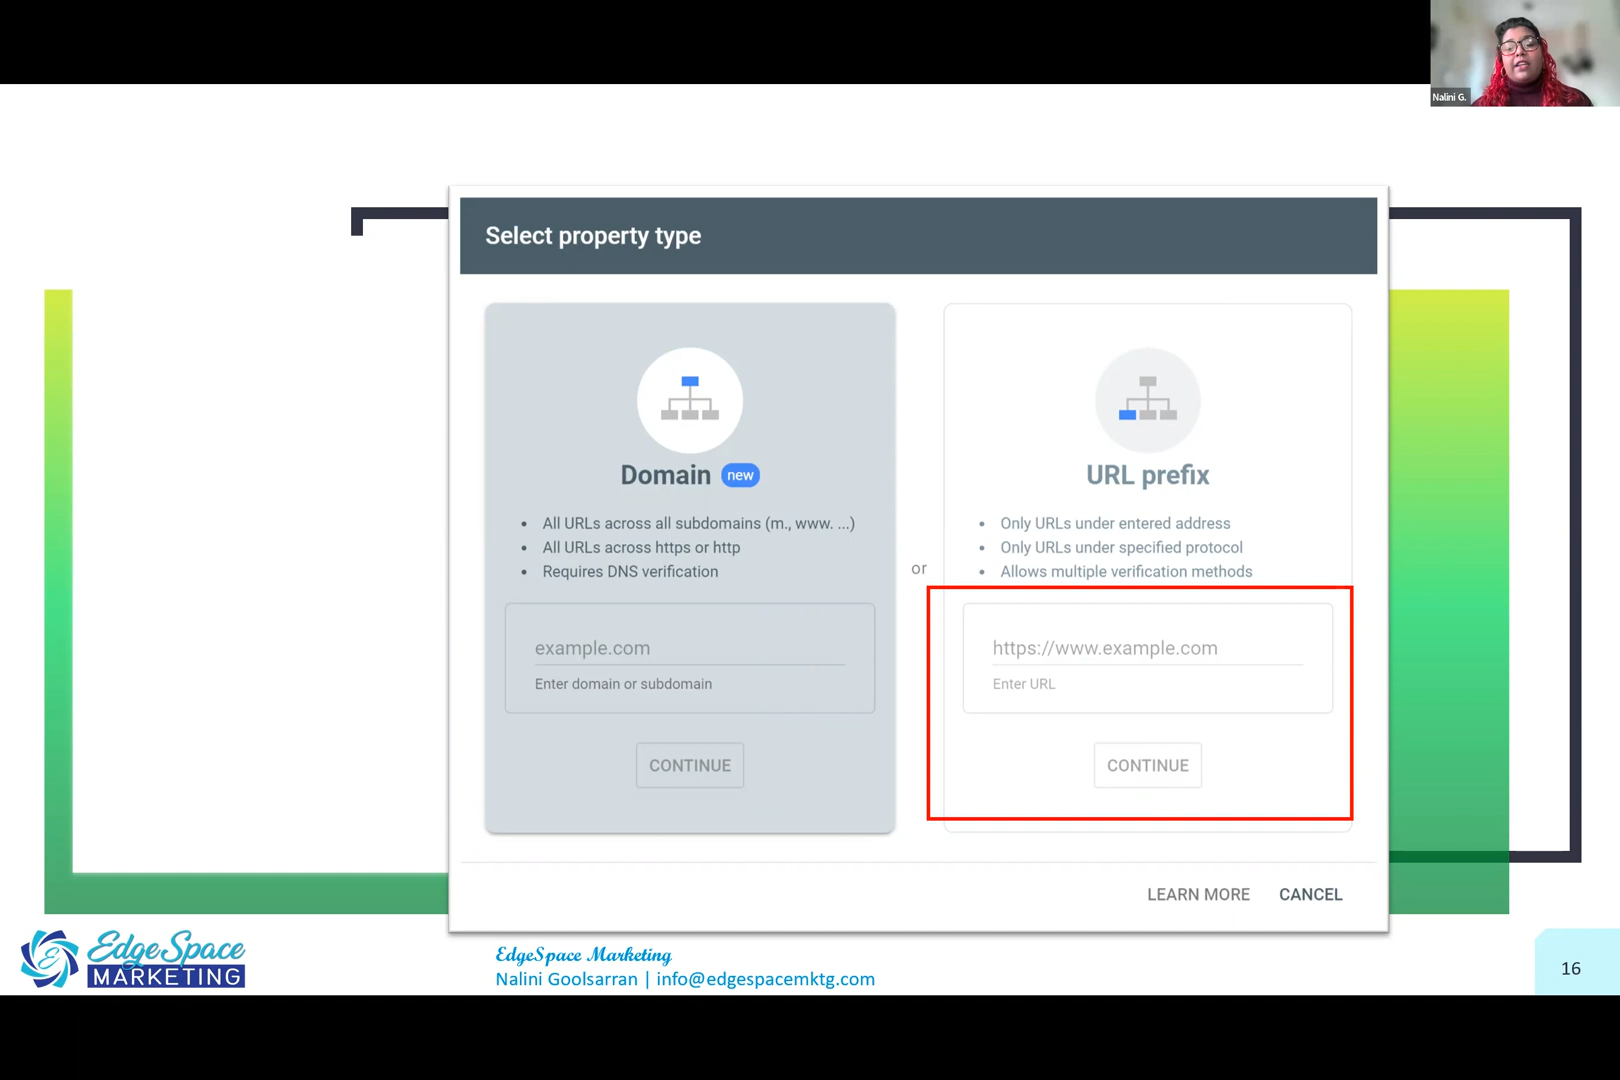 Nalini G.
Select property type
Domain new
• All URLs across all subdomains (m., www. ...)
• All URLs across https or http
• Requires DNS verification
example.com
Enter domain or subdomain
CONTINUE
or
URL prefix
• Only URLs under entered address
• Only URLs under specified protocol
• Allows multiple verification methods
https://www.example.com
Enter URL
CONTINUE
LEARN MORE CANCEL
EdgeSpace
MARKETING
EdgeSpace Marketing
Nalini Goolsarran | info@edgespacemktg.com
16